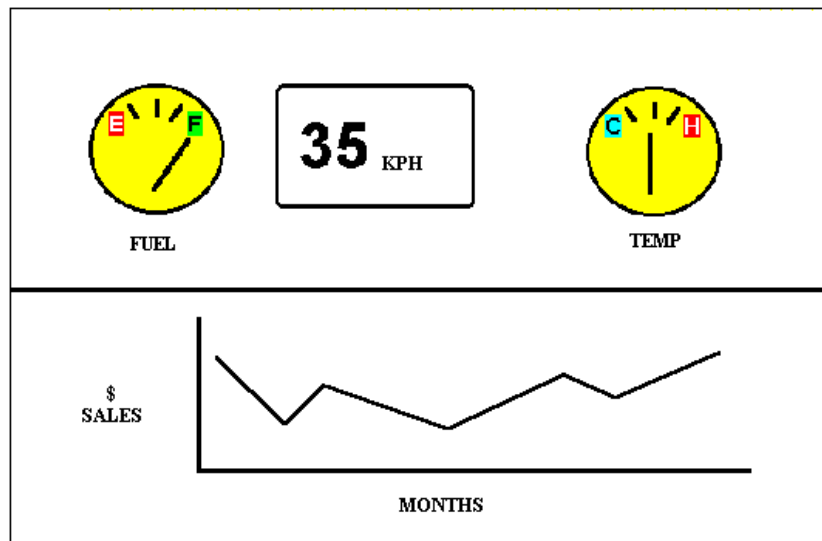 E F
35 KPH
C H
FUEL
TEMP
$
SALES
MONTHS